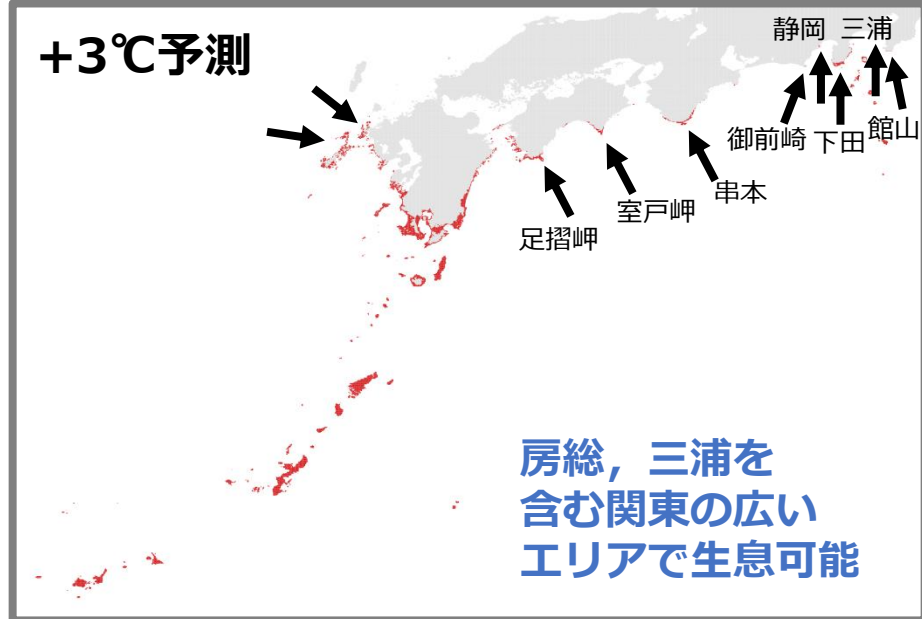 +3℃予測
静岡 三浦
御前崎 下田 館山
串本
室戸岬
足摺岬
房総，三浦を
含む関東の広い
エリアで生息可能